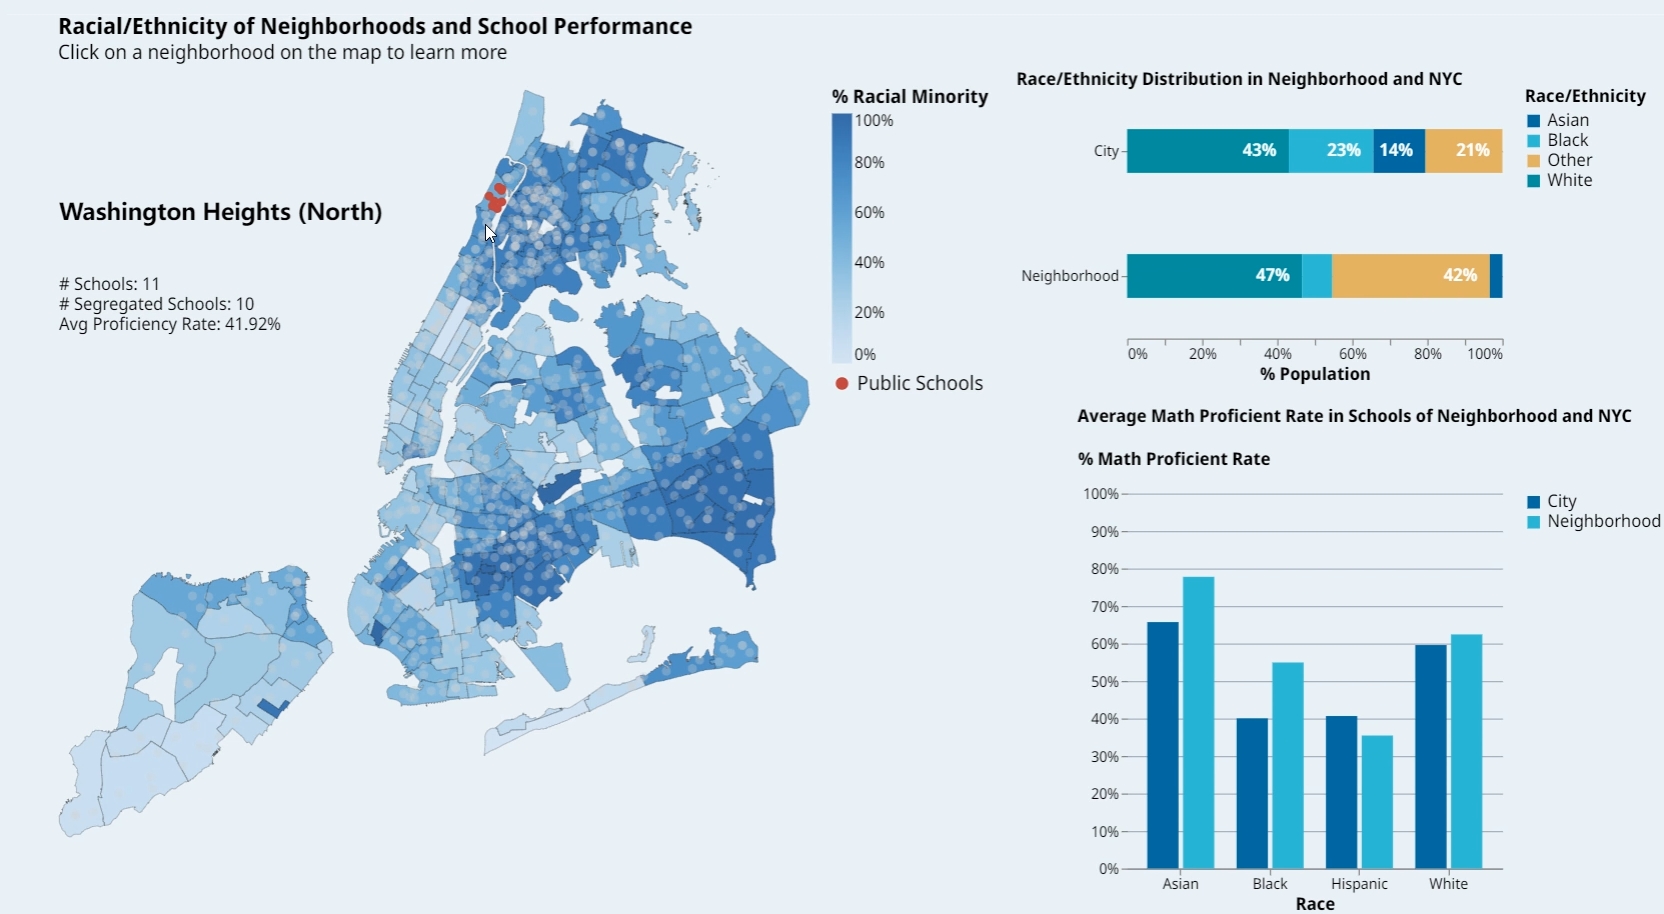 Racial/Ethnicity of Neighborhoods and School Performance
Click on a neighborhood on the map to learn more
Washington Heights (North)
# Schools: 11
# Segregated Schools: 10
Avg Proficiency Rate: 41.92%
% Racial Minority
100%
80%
60%
40%
20%
0%
Public Schools
Race/Ethnicity Distribution in Neighborhood and NYC
City
43%
23%
14%
21%
Neighborhood
47%
42%
0%
20%
40%
60%
80%
100%
% Population
Race/Ethnicity
Asian
Black
Other
White
Average Math Proficient Rate in Schools of Neighborhood and NYC
% Math Proficient Rate
100%
90%
80%
70%
60%
50%
40%
30%
20%
10%
0%
Asian
Black
Hispanic
White
Race
City
Neighborhood